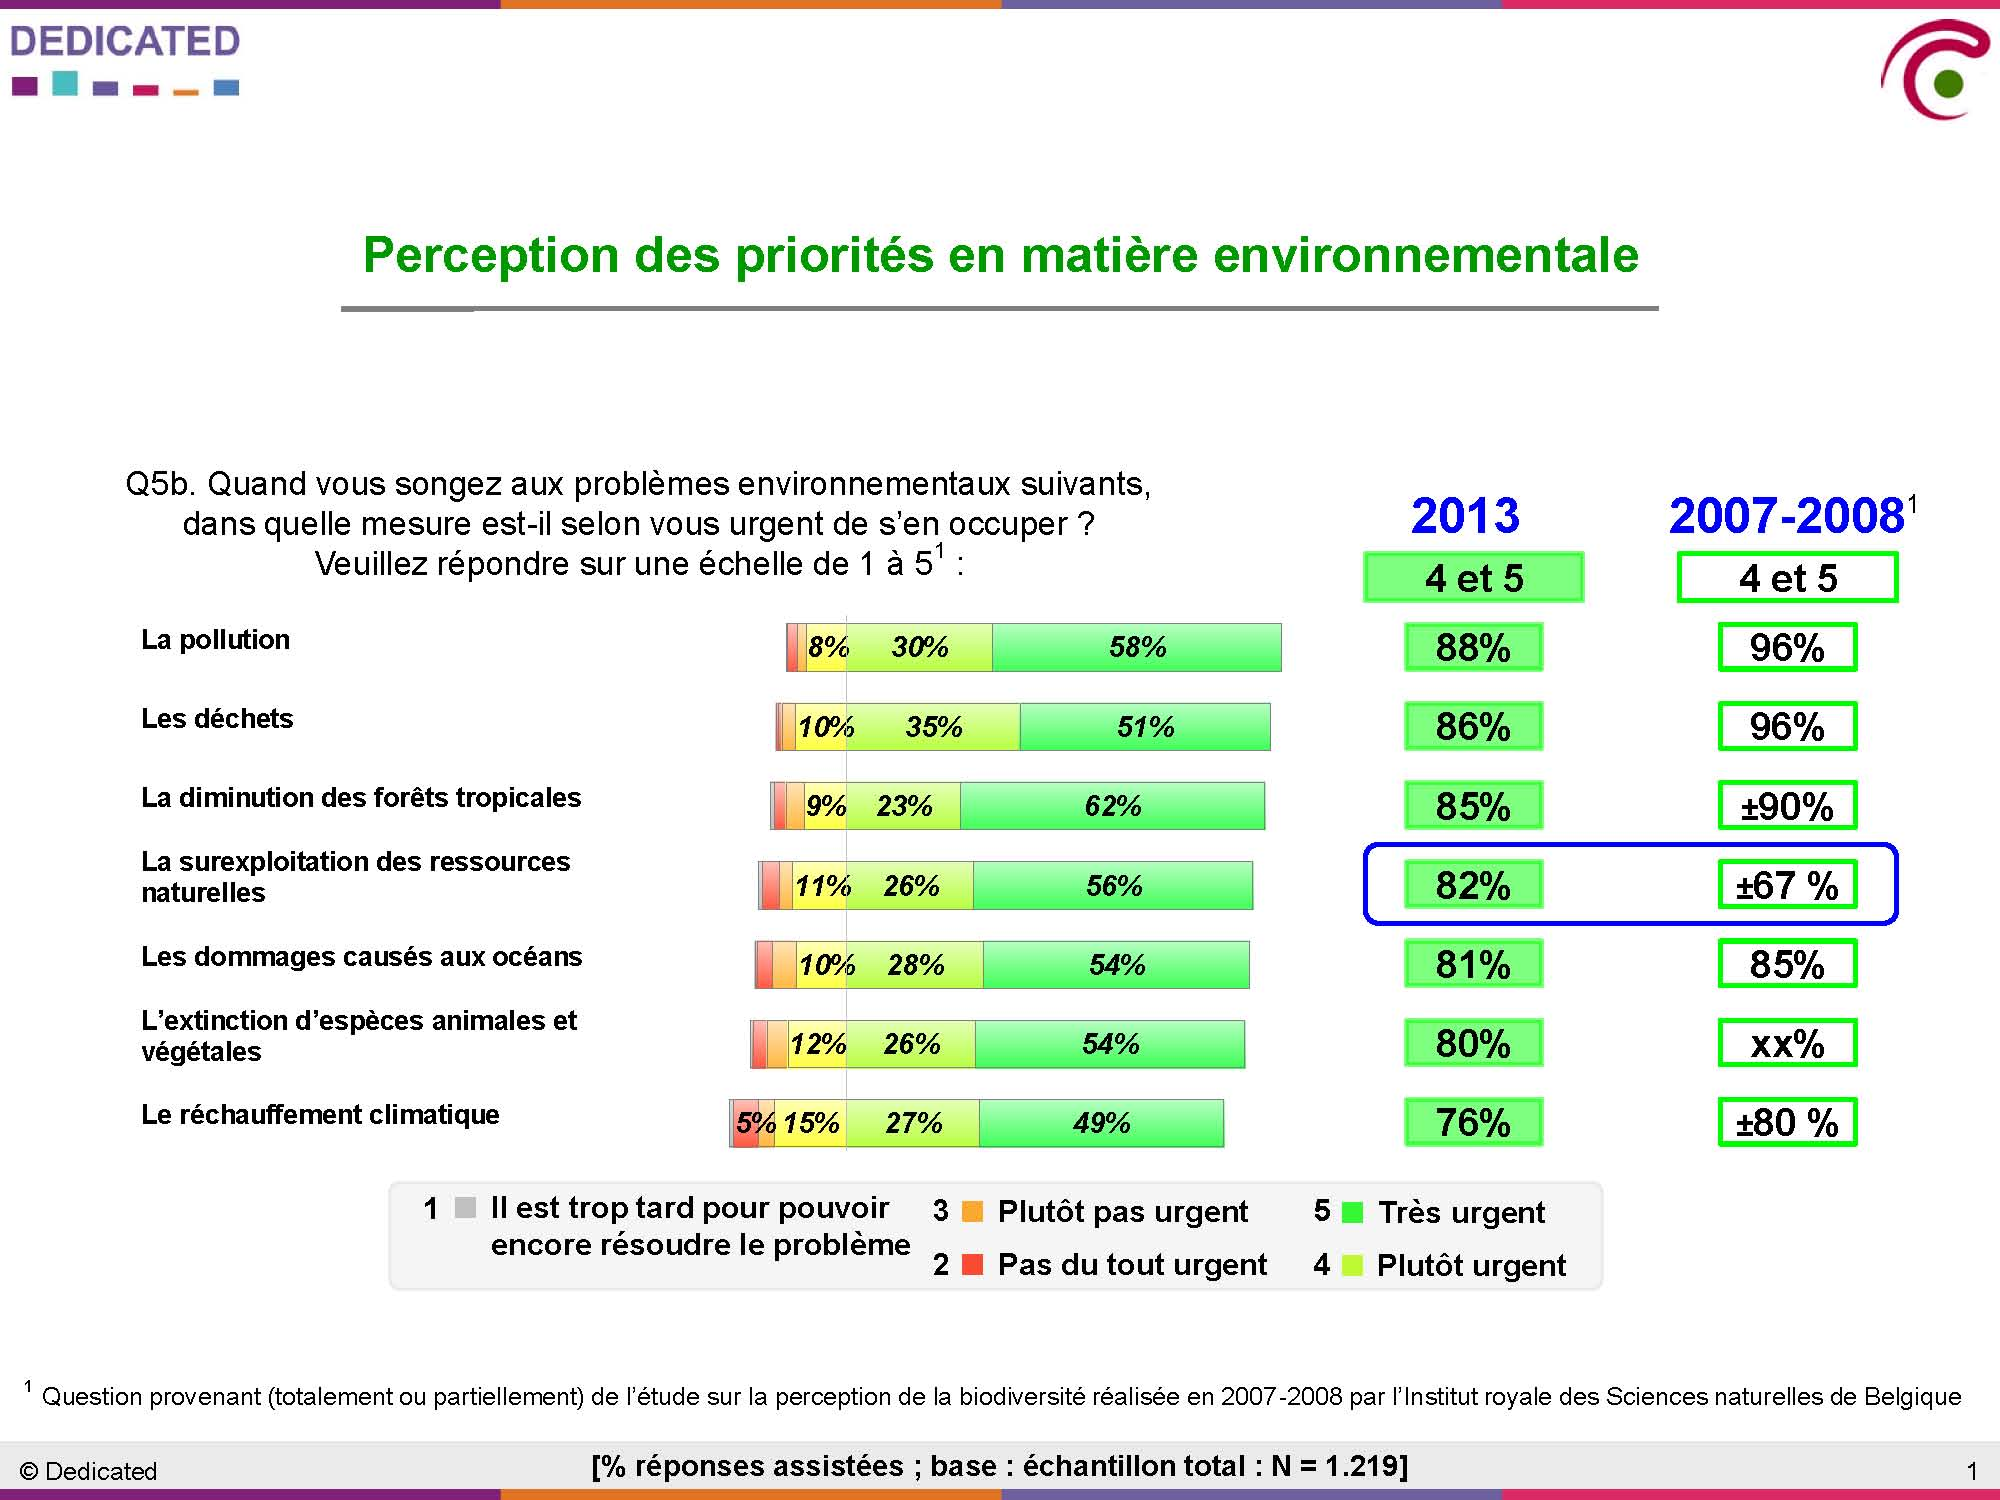 DEDICATED
Perception des priorités en matière environnementale
Q5b. Quand vous songez aux problèmes environnementaux suivants,
dans quelle mesure est-il selon vous urgent de s’en occuper ?
Veuillez répondre sur une échelle de 1 à 5¹ :
2013 2007-2008¹
4 et 5 4 et 5
La pollution 8% 30% 58% 88% 96%
Les déchets 10% 35% 51% 86% 96%
La diminution des forêts tropicales 9% 23% 62% 85% ±90%
La surexploitation des ressources
naturelles 11% 26% 56% 82% ±67 %
Les dommages causés aux océans 10% 28% 54% 81% 85%
L’extinction d’espèces animales et
végétales 12% 26% 54% 80% xx%
Le réchauffement climatique 5% 15% 27% 49% 76% ±80 %
1 Il est trop tard pour pouvoir
encore résoudre le problème
3 Plutôt pas urgent
2 Pas du tout urgent
5 Très urgent
4 Plutôt urgent
¹ Question provenant (totalement ou partiellement) de l’étude sur la perception de la biodiversité réalisée en 2007-2008 par l’Institut royale des Sciences naturelles de Belgique
© Dedicated [% réponses assistées ; base : échantillon total : N = 1.219] 1